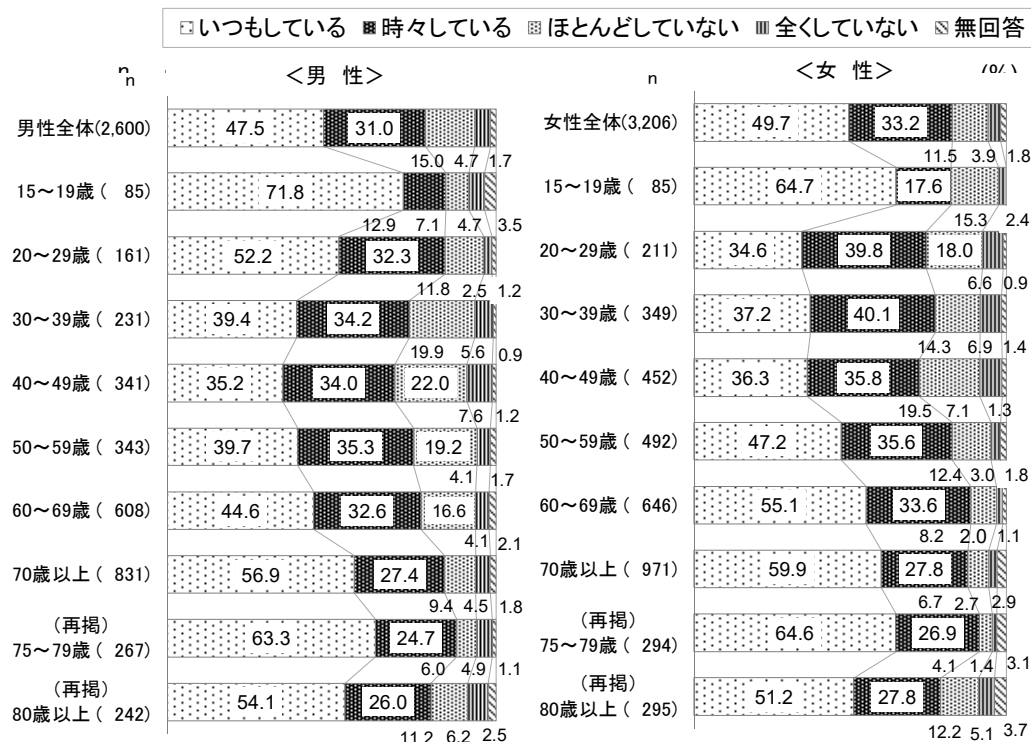 いつもしている 時々している ほとんどしていない 全くしていない 無回答
n
n
＜男 性＞
男性全体(2,600) 47.5 31.0
15.0 4.7 1.7
15～19歳 ( 85) 71.8
12.9 7.1 4.7 3.5
20～29歳 ( 161) 52.2 32.3
11.8 2.5 1.2
30～39歳 ( 231) 39.4 34.2
19.9 5.6 0.9
40～49歳 ( 341) 35.2 34.0 22.0
7.6 1.2
50～59歳 ( 343) 39.7 35.3 19.2
4.1 1.7
60～69歳 ( 608) 44.6 32.6 16.6
4.1 2.1
70歳以上 ( 831) 56.9 27.4
9.4 4.5 1.8
(再掲)
75～79歳 ( 267) 63.3 24.7
6.0 4.9 1.1
(再掲)
80歳以上 ( 242) 54.1 26.0
11.2 6.2 2.5
n
＜女 性＞
(%)
女性全体(3,206) 49.7 33.2
11.5 3.9 1.8
15～19歳 ( 85) 64.7 17.6
15.3 2.4
20～29歳 ( 211) 34.6 39.8 18.0
6.6 0.9
30～39歳 ( 349) 37.2 40.1
14.3 6.9 1.4
40～49歳 ( 452) 36.3 35.8
19.5 7.1 1.3
50～59歳 ( 492) 47.2 35.6
12.4 3.0 1.8
60～69歳 ( 646) 55.1 33.6
8.2 2.0 1.1
70歳以上 ( 971) 59.9 27.8
6.7 2.7 2.9
(再掲)
75～79歳 ( 294) 64.6 26.9
4.1 1.4 3.1
(再掲)
80歳以上 ( 295) 51.2 27.8
12.2 5.1 3.7